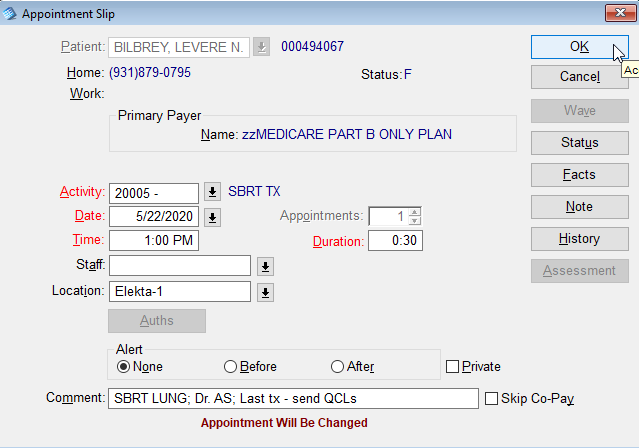 Appointment Slip
Patient: BILBREY, LEVERE N. 000494067 OK
Home: (931)879-0795 Status: F Cancel
Work:
Primary Payer Wave
Name: zzMEDICARE PART B ONLY PLAN
Status
Facts
Activity: 20005 - SBRT TX
Date: 5/22/2020 Appointments: 1 Note
Time: 1:00 PM Duration: 0:30 History
Staff: Assessment
Location: Elekta-1
Auths
Alert
None Before After Private
Comment: SBRT LUNG; Dr. AS; Last tx - send QCLs Skip Co-Pay
Appointment Will Be Changed